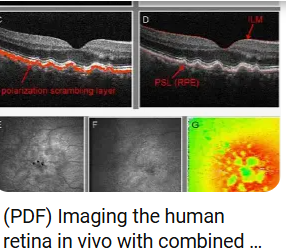 C
D
ILM
polarization scrambling layer
PSL (RPE)
E
F
G
(PDF) Imaging the human
retina in vivo with combined ...